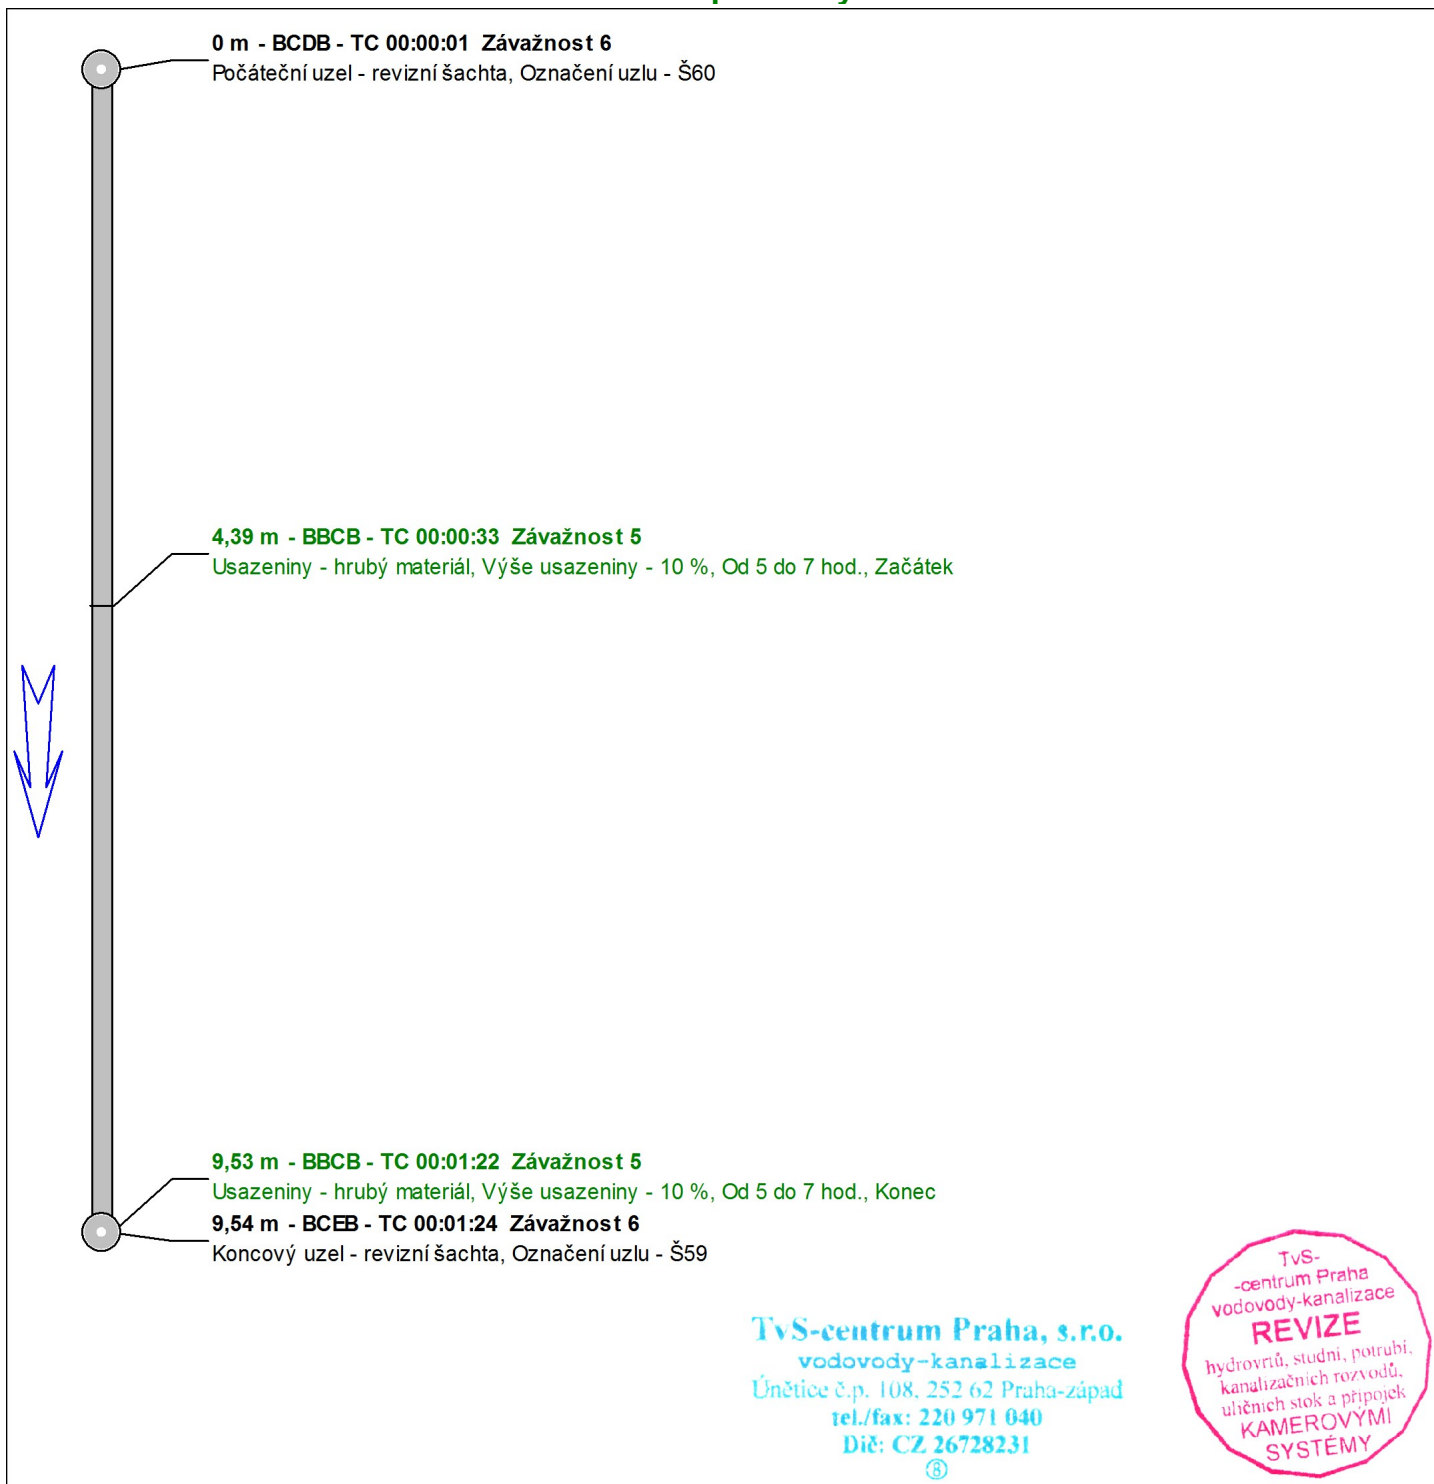 0 m - BCDB - TC 00:00:01 Závažnost 6
Počáteční uzel - revizní šachta, Označení uzlu - Š60
4,39 m - BBCB - TC 00:00:33 Závažnost 5
Usazeniny - hrubý materiál, Výše usazeniny - 10 %, Od 5 do 7 hod., Začátek
9,53 m - BBCB - TC 00:01:22 Závažnost 5
Usazeniny - hrubý materiál, Výše usazeniny - 10 %, Od 5 do 7 hod., Konec
9,54 m - BCEB - TC 00:01:24 Závažnost 6
Koncový uzel - revizní šachta, Označení uzlu - Š59
TvS-centrum Praha, s.r.o.
vodovody-kanalizace
Únětice č.p. 108, 252 62 Praha-západ
tel./fax: 220 971 040
Dič: CZ 26728231
⑧
TvS-
-centrum Praha
vodovody-kanalizace
REVIZE
hydrovrtů, studní, potrubí,
kanalizačních rozvodů,
uličních stok a přípojek
KAMEROVÝMI
SYSTÉMY